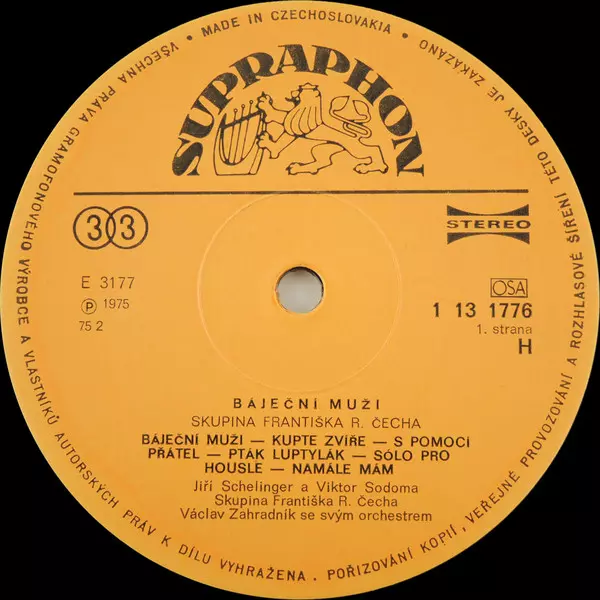 VŠECHNA PRÁVA GRAMOFONOVÉHO VÝROBCE A VLASTNÍKŮ AUTORSKÝCH PRÁV K DÍLU VYHRAŽENA. POŘIZOVÁNÍ KOPIÍ, VEŘEJNÉ PROVOZOVÁNÍ A ROZHLASOVÉ ŠÍŘENÍ TÉTO DESKY JE ZAKÁZÁNO
• MADE IN CZECHOSLOVAKIA •
SUPRAPHON
33
STEREO
E 3177
OSA
Ⓟ 1975
1 13 1776
75 2
1. strana
H
BÁJEČNÍ MUŽI
SKUPINA FRANTIŠKA R. ČECHA
BÁJEČNÍ MUŽI — KUPTE ZVÍŘE — S POMOCÍ
PŘÁTEL — PTÁK LUPTYLÁK — SÓLO PRO
HOUSLE — NAMÁLE MÁM
Jiří Schelinger a Viktor Sodoma
Skupina Františka R. Čecha
Václav Zahradník se svým orchestrem